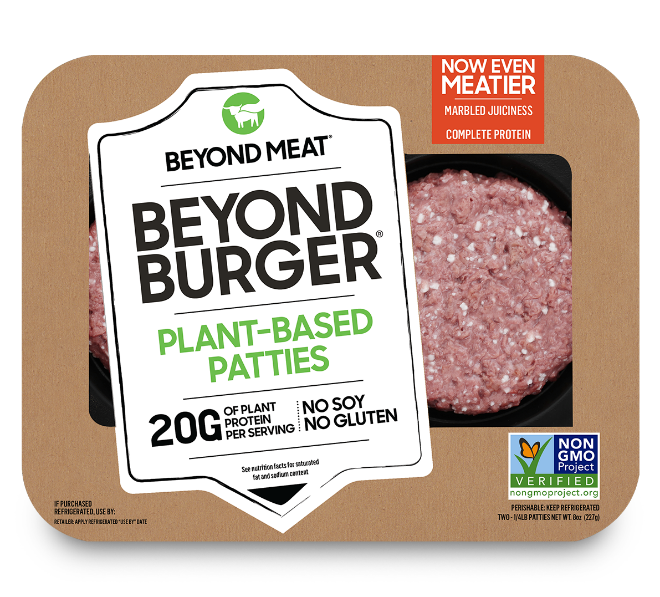 NOW EVEN
MEATIER
MARBLED JUICINESS
COMPLETE PROTEIN
BEYOND MEAT®
BEYOND
BURGER®
PLANT-BASED
PATTIES
20G OF PLANT
PROTEIN
PER SERVING
NO SOY
NO GLUTEN
See nutrition facts for saturated
fat and sodium content
NON
GMO
Project
VERIFIED
nongmoproject.org
IF PURCHASED
REFRIGERATED, USE BY:
RETAILER: APPLY REFRIGERATED "USE BY" DATE
PERISHABLE: KEEP REFRIGERATED
TWO - 1/4LB PATTIES NET WT. 8oz (227g)